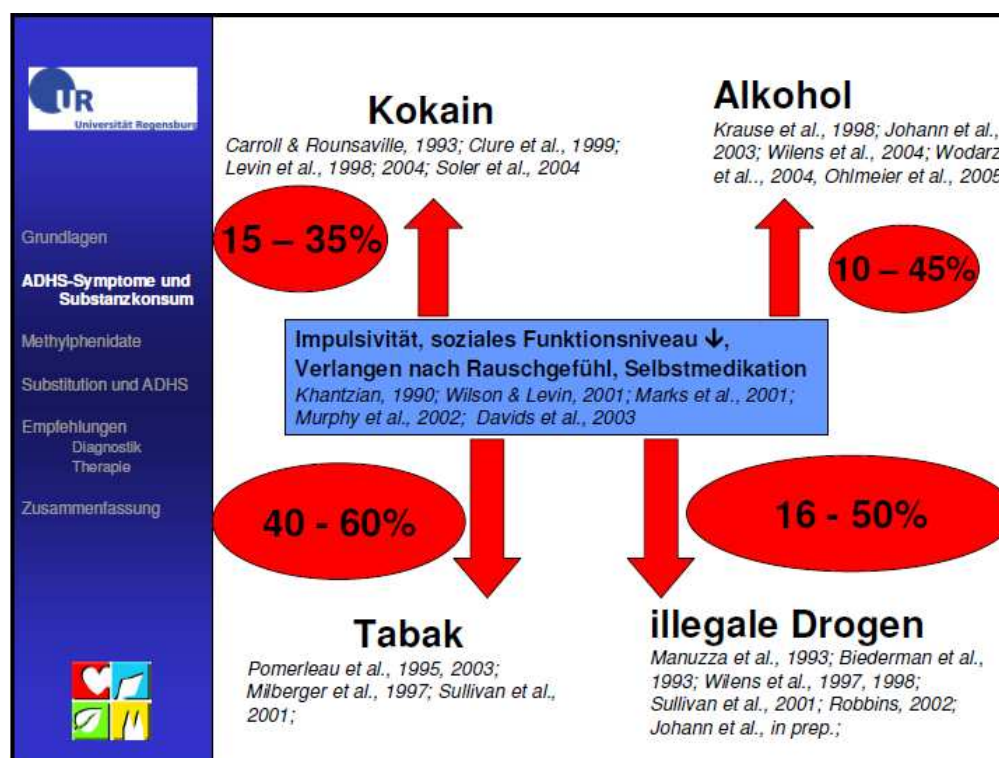 UR
Universität Regensburg
Grundlagen
ADHS-Symptome und
Substanzkonsum
Methylphenidate
Substitution und ADHS
Empfehlungen
Diagnostik
Therapie
Zusammenfassung
Kokain
Carroll & Rounsaville, 1993; Clure et al., 1999;
Levin et al., 1998; 2004; Soler et al., 2004
15 – 35%
Alkohol
Krause et al., 1998; Johann et al.,
2003; Wilens et al., 2004; Wodarz
et al.., 2004, Ohlmeier et al., 2005
10 – 45%
Impulsivität, soziales Funktionsniveau ↓,
Verlangen nach Rauschgefühl, Selbstmedikation
Khantzian, 1990; Wilson & Levin, 2001; Marks et al., 2001;
Murphy et al., 2002; Davids et al., 2003
40 - 60%
Tabak
Pomerleau et al., 1995, 2003;
Milberger et al., 1997; Sullivan et al.,
2001;
16 - 50%
illegale Drogen
Manuzza et al., 1993; Biederman et al.,
1993; Wilens et al., 1997, 1998;
Sullivan et al., 2001; Robbins, 2002;
Johann et al., in prep.;